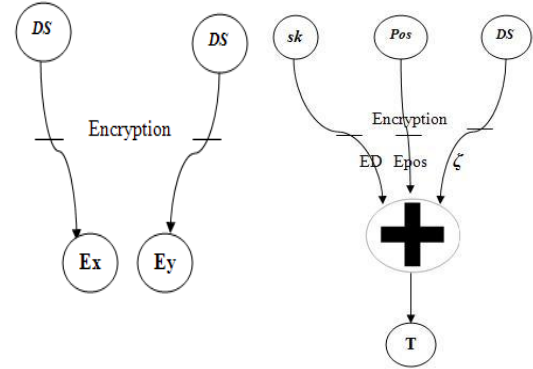 DS
DS
Encryption
Ex
Ey
sk
Pos
DS
Encryption
ED Epos ζ
T